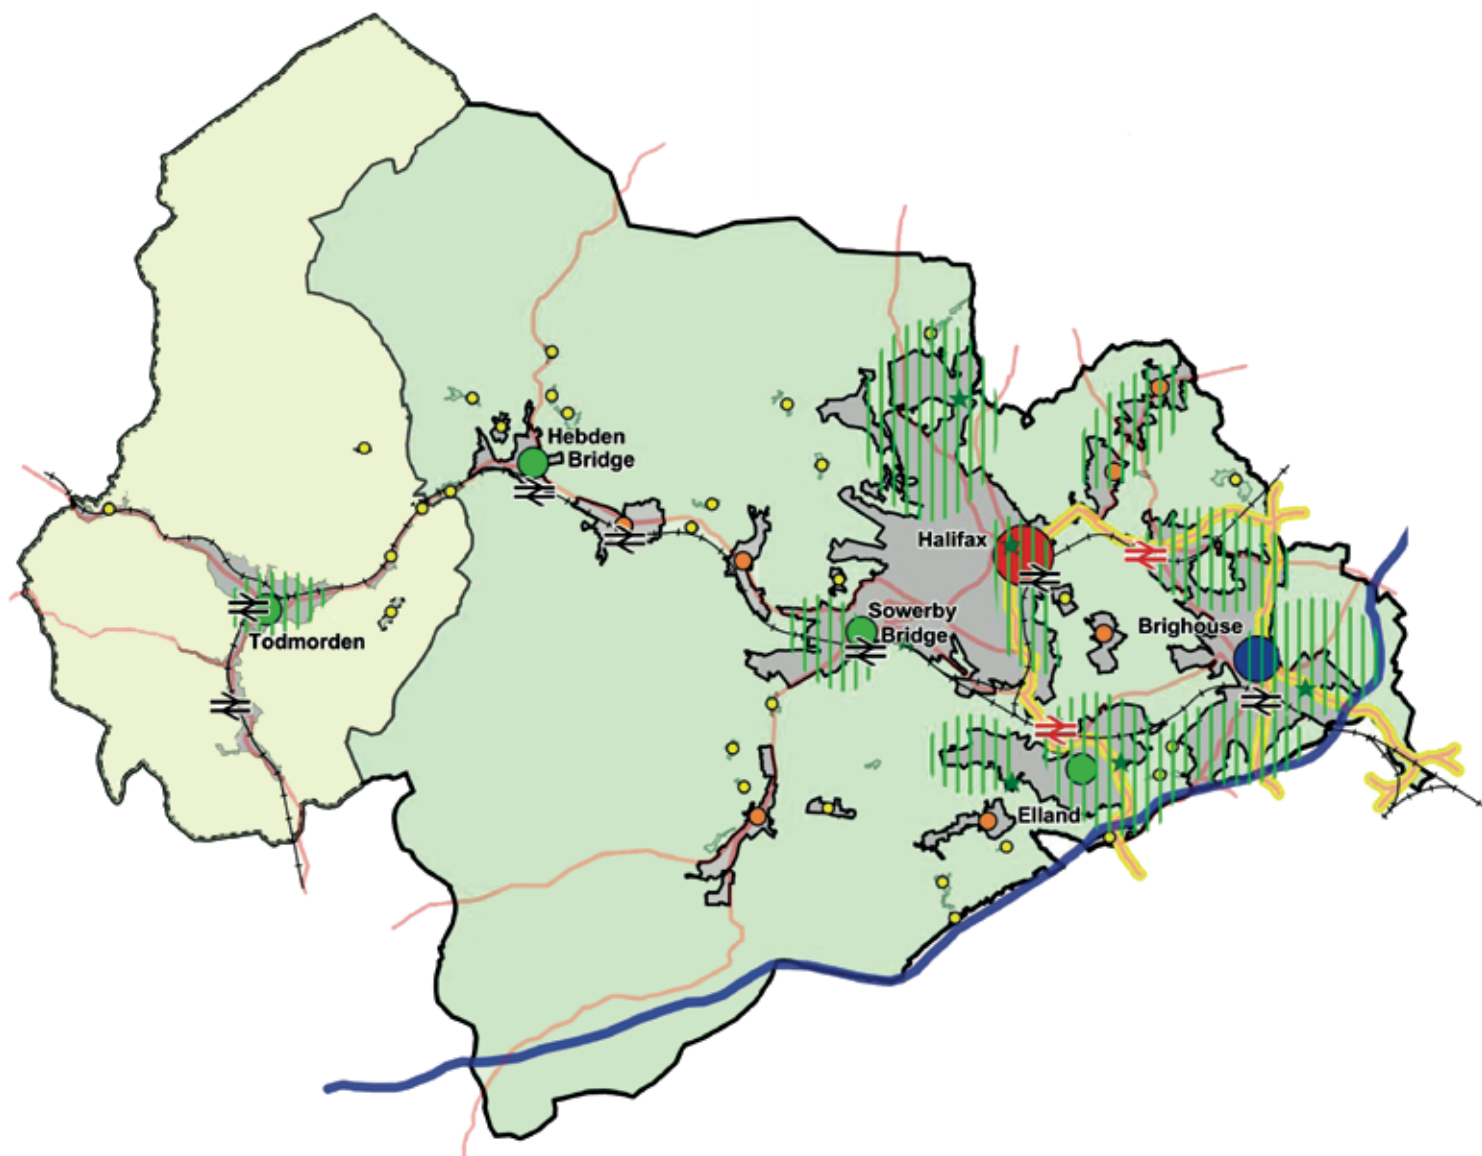 Hebden
Bridge
Halifax
Sowerby
Bridge
Brighouse
Todmorden
Elland